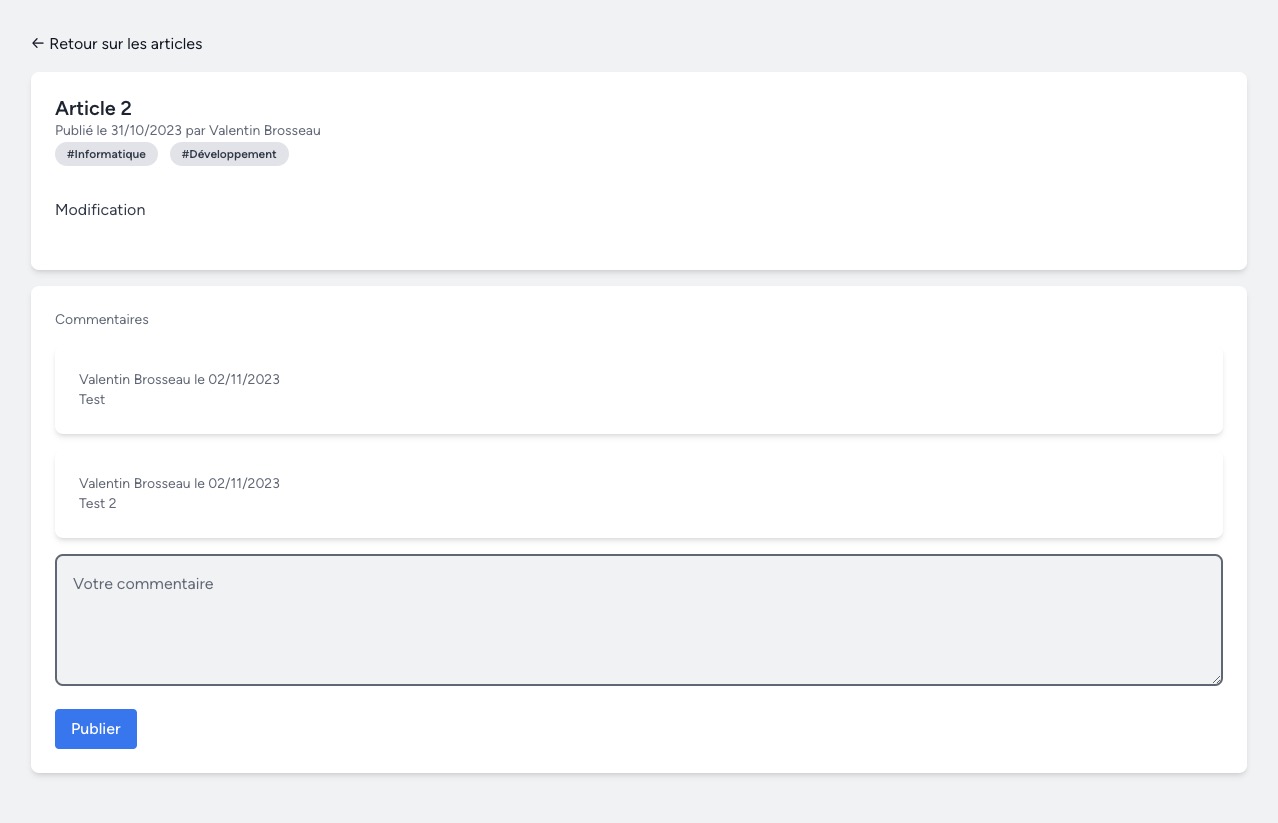 ← Retour sur les articles
Article 2
Publié le 31/10/2023 par Valentin Brosseau
#Informatique #Développement
Modification
Commentaires
Valentin Brosseau le 02/11/2023
Test
Valentin Brosseau le 02/11/2023
Test 2
Votre commentaire
Publier